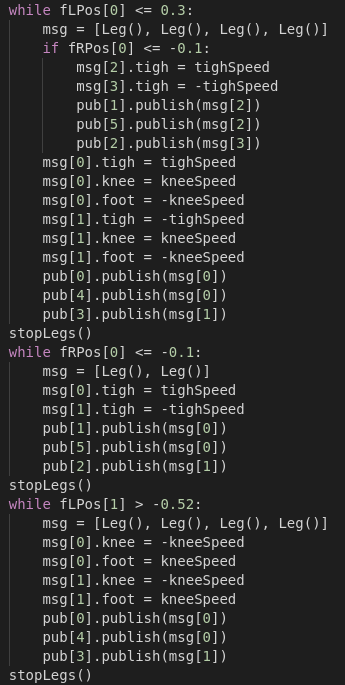 while fLPos[0] <= 0.3:
    msg = [Leg(), Leg(), Leg(), Leg()]
    if fRPos[0] <= -0.1:
        msg[2].tigh = tighSpeed
        msg[3].tigh = -tighSpeed
        pub[1].publish(msg[2])
        pub[5].publish(msg[2])
        pub[2].publish(msg[3])
    msg[0].tigh = tighSpeed
    msg[0].knee = kneeSpeed
    msg[0].foot = -kneeSpeed
    msg[1].tigh = -tighSpeed
    msg[1].knee = kneeSpeed
    msg[1].foot = -kneeSpeed
    pub[0].publish(msg[0])
    pub[4].publish(msg[0])
    pub[3].publish(msg[1])
stopLegs()
while fRPos[0] <= -0.1:
    msg = [Leg(), Leg()]
    msg[0].tigh = tighSpeed
    msg[1].tigh = -tighSpeed
    pub[1].publish(msg[0])
    pub[5].publish(msg[0])
    pub[2].publish(msg[1])
stopLegs()
while fLPos[1] > -0.52:
    msg = [Leg(), Leg(), Leg(), Leg()]
    msg[0].knee = -kneeSpeed
    msg[0].foot = kneeSpeed
    msg[1].knee = -kneeSpeed
    msg[1].foot = kneeSpeed
    pub[0].publish(msg[0])
    pub[4].publish(msg[0])
    pub[3].publish(msg[1])
stopLegs()